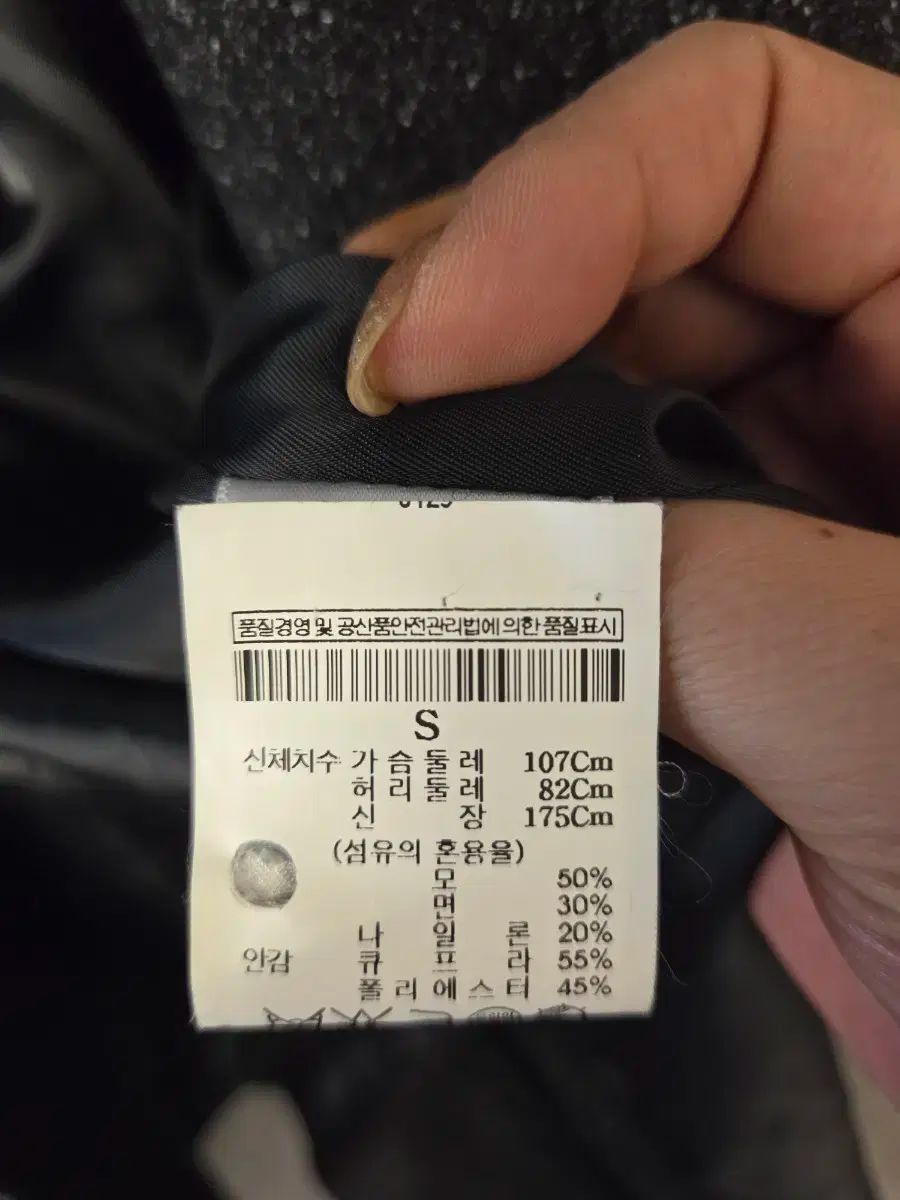 품질경영 및 공산품안전관리법에 의한 품질표시
S
신체치수 가 슴 둘 레 107Cm
허 리 둘 레 82Cm
신 장 175Cm
(섬유의 혼용율)
모 50%
면 30%
나 일 론 20%
안감 큐 프 라 55%
폴 리 에 스 터 45%